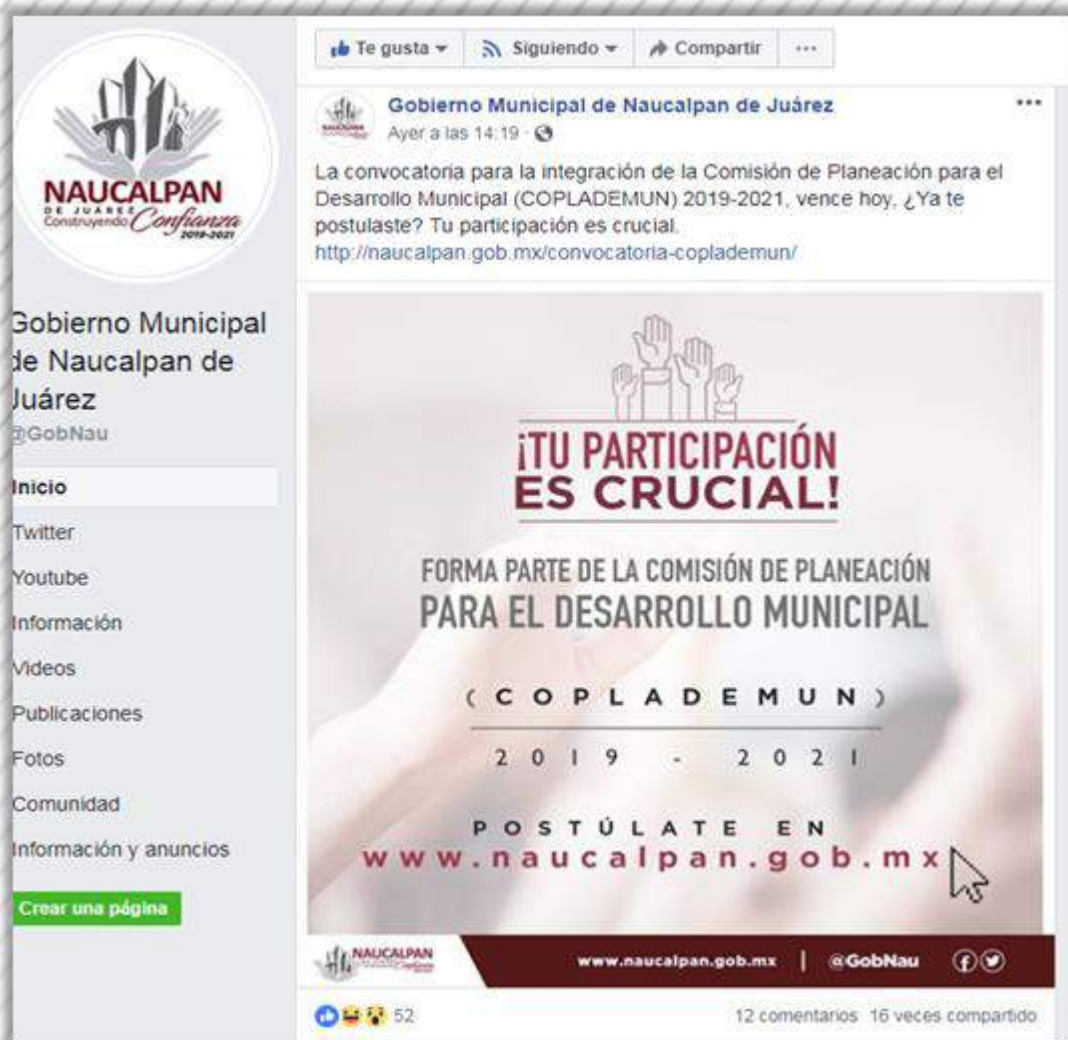 NAUCALPAN
DE JUÁREZ
Construyendo Confianza
2019-2021
Gobierno Municipal
de Naucalpan de
Juárez
@GobNau
Inicio
Twitter
Youtube
Información
Videos
Publicaciones
Fotos
Comunidad
Información y anuncios
Crear una página
Te gusta
Siguiendo
Compartir
Gobierno Municipal de Naucalpan de Juárez
Ayer a las 14:19
La convocatoria para la integración de la Comisión de Planeación para el
Desarrollo Municipal (COPLADEMUN) 2019-2021, vence hoy, ¿Ya te
postulaste? Tu participación es crucial.
http://naucalpan.gob.mx/convocatoria-coplademun/
¡TU PARTICIPACIÓN
ES CRUCIAL!
FORMA PARTE DE LA COMISIÓN DE PLANEACIÓN
PARA EL DESARROLLO MUNICIPAL
(COPLADEMUN)
2019 - 2021
POSTÚLATE EN
www.naucalpan.gob.mx
NAUCALPAN
www.naucalpan.gob.mx | @GobNau
52
12 comentarios 16 veces compartido